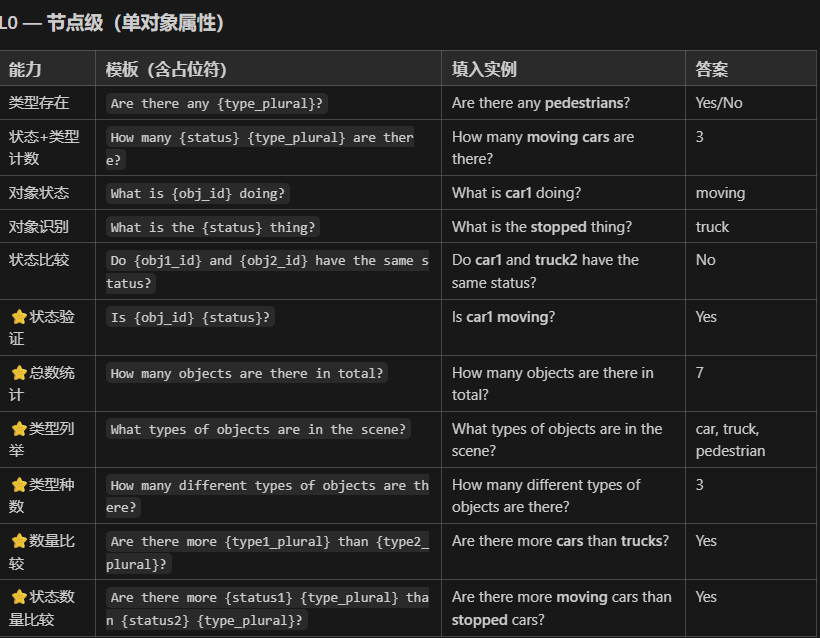 L0 — 节点级（单对象属性）
能力 模板（含占位符） 填入实例 答案
类型存在 Are there any {type_plural}? Are there any pedestrians? Yes/No
状态+类型 How many {status} {type_plural} are ther How many moving cars are 3
计数 e? there?
对象状态 What is {obj_id} doing? What is car1 doing? moving
对象识别 What is the {status} thing? What is the stopped thing? truck
状态比较 Do {obj1_id} and {obj2_id} have the same s Do car1 and truck2 have the No
tatus? same status?
⭐状态验 Is {obj_id} {status}? Is car1 moving? Yes
证
⭐总数统 How many objects are there in total? How many objects are there in 7
计 total?
⭐类型列 What types of objects are in the scene? What types of objects are in the car, truck,
举 scene? pedestrian
⭐类型种 How many different types of objects are th How many different types of 3
数 ere? objects are there?
⭐数量比 Are there more {type1_plural} than {type2_ Are there more cars than trucks? Yes
较 plural}?
⭐状态数 Are there more {status1} {type_plural} tha Are there more moving cars than Yes
量比较 n {status2} {type_plural}? stopped cars?